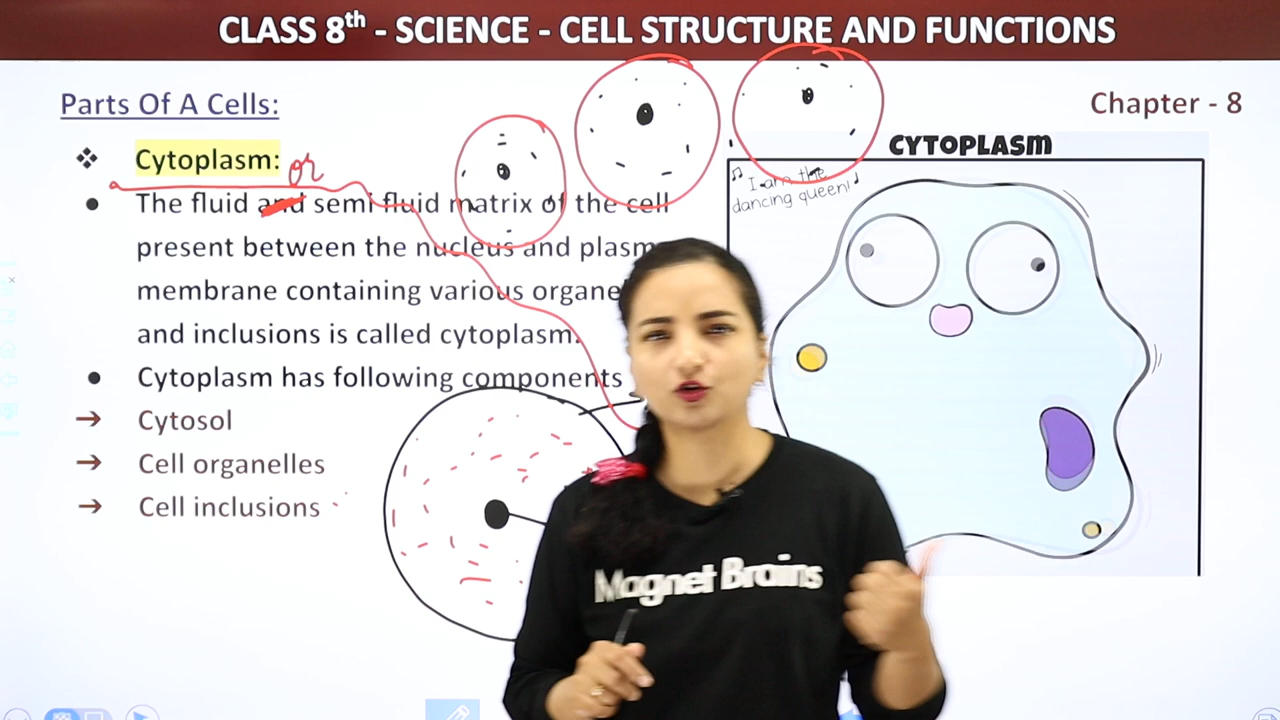 CLASS 8th - SCIENCE - CELL STRUCTURE AND FUNCTIONS
Parts Of A Cells:
Chapter - 8
❖ Cytoplasm: or
● The fluid and semi fluid matrix of the cell
present between the nucleus and plasm
membrane containing various organe
and inclusions is called cytoplasm.
● Cytoplasm has following components
➔ Cytosol
➔ Cell organelles
➔ Cell inclusions
CYTOPLASM
♫ I am the
dancing queen! ♪
Magnet Brains